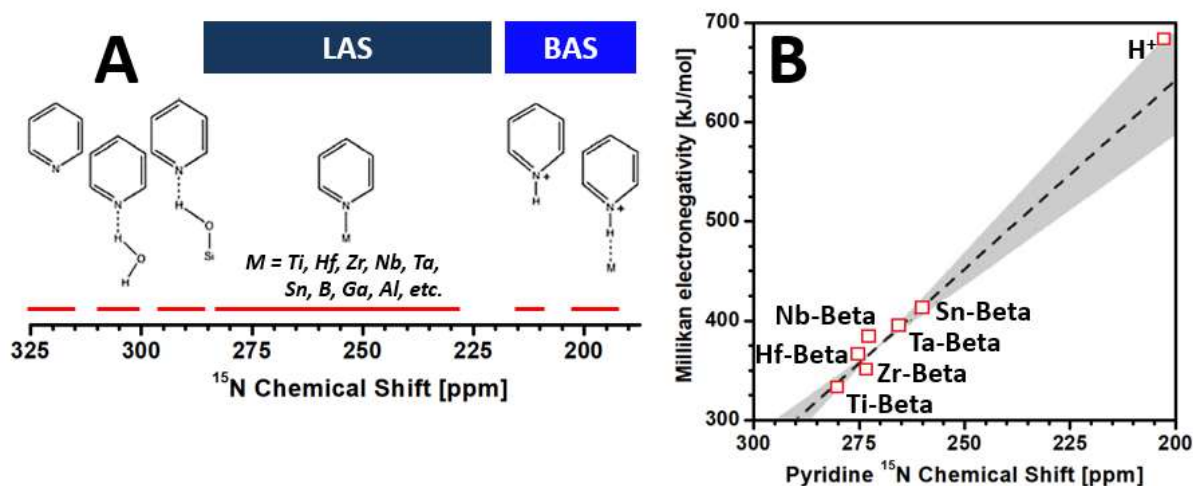 A
LAS
BAS
N
N
H
O
H
N
H
O
Si
N
M
N+
H
N+
H
M
M = Ti, Hf, Zr, Nb, Ta,
Sn, B, Ga, Al, etc.
325 300 275 250 225 200
15N Chemical Shift [ppm]
B
Millikan electronegativity [kJ/mol]
700
600
500
400
300
H+
Nb-Beta
Sn-Beta
Hf-Beta
Ta-Beta
Zr-Beta
Ti-Beta
300 275 250 225 200
Pyridine 15N Chemical Shift [ppm]